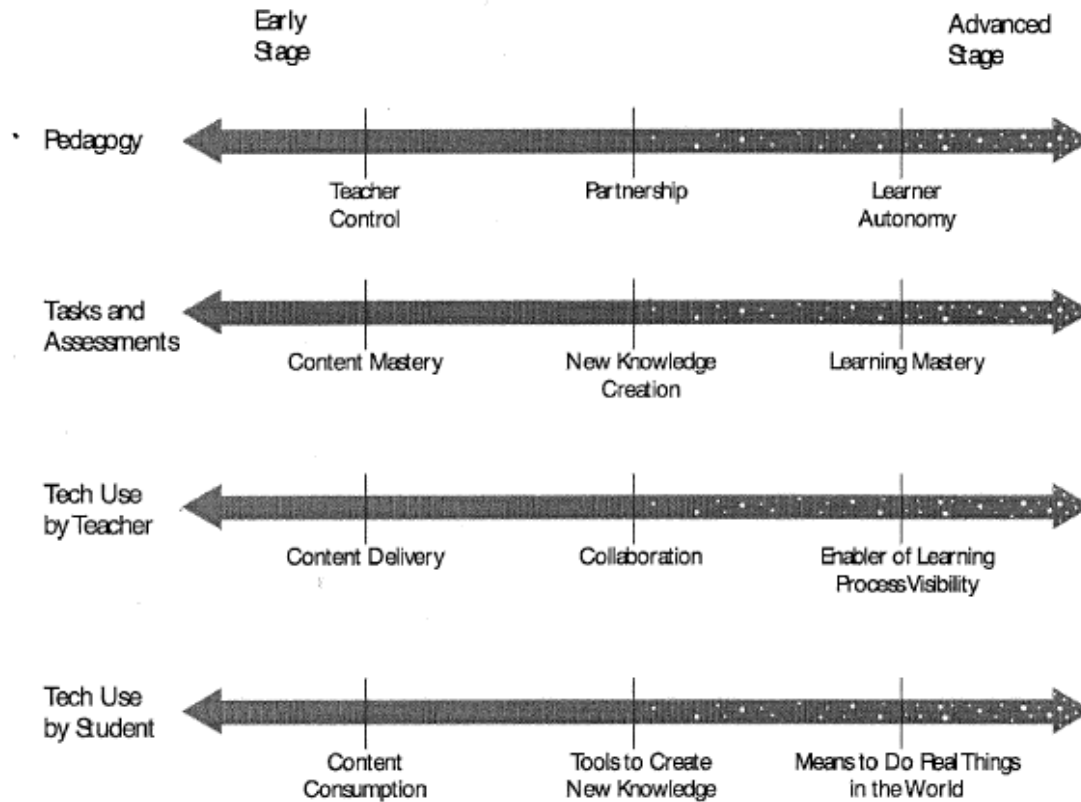 Early
Stage
Advanced
Stage
Pedagogy
Teacher
Control
Partnership
Learner
Autonomy
Tasks and
Assessments
Content Mastery
New Knowledge
Creation
Learning Mastery
Tech Use
by Teacher
Content Delivery
Collaboration
Enabler of Learning
Process Visibility
Tech Use
by Student
Content
Consumption
Tools to Create
New Knowledge
Means to Do Real Things
in the World